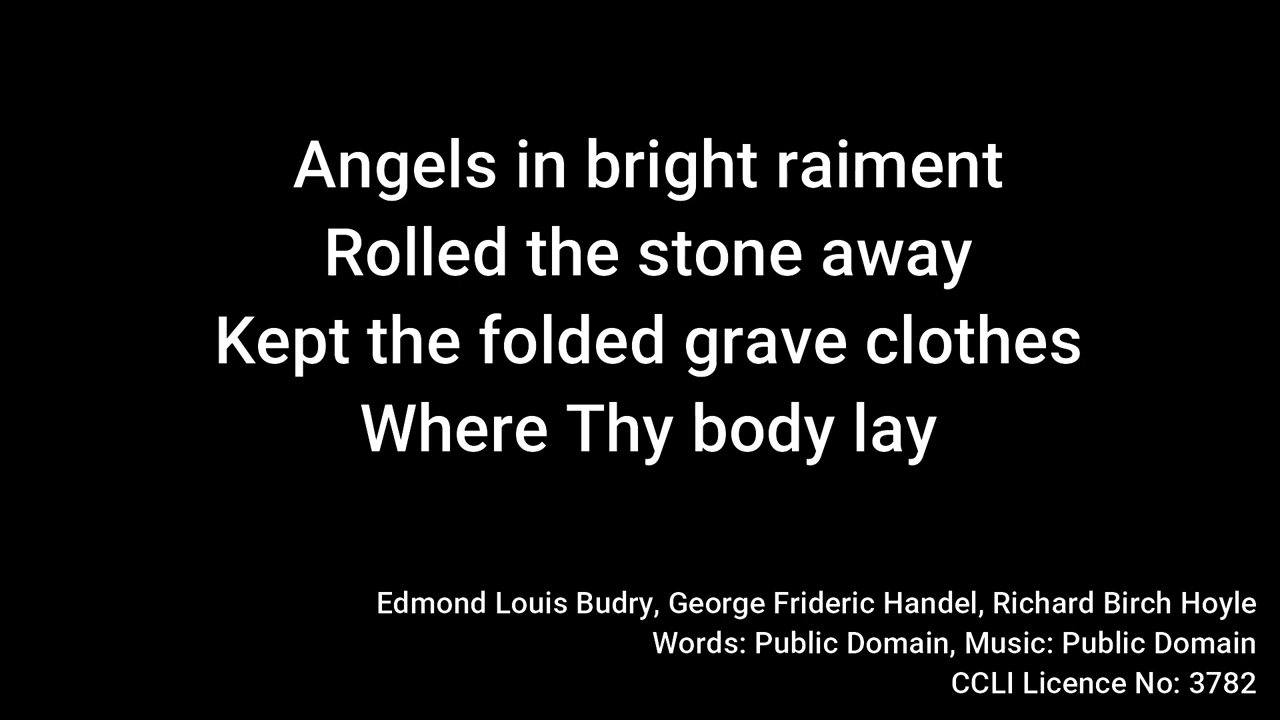 Angels in bright raiment
Rolled the stone away
Kept the folded grave clothes
Where Thy body lay
Edmond Louis Budry, George Frideric Handel, Richard Birch Hoyle
Words: Public Domain, Music: Public Domain
CCLI Licence No: 3782